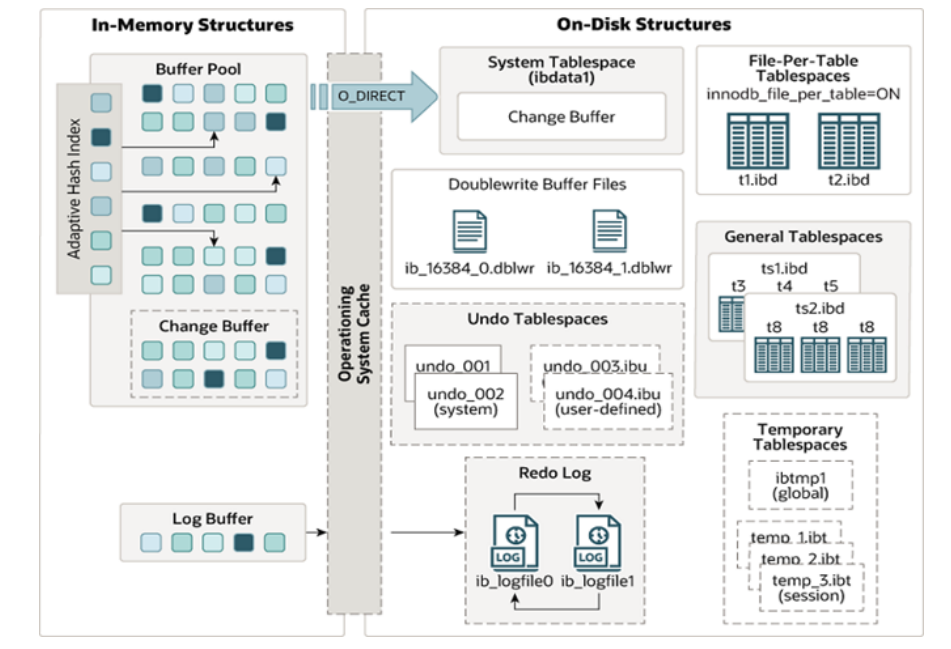 In-Memory Structures
Buffer Pool
Adaptive Hash Index
Change Buffer
Log Buffer
Operationing
System Cache
O_DIRECT
On-Disk Structures
System Tablespace
(ibdata1)
Change Buffer
Doublewrite Buffer Files
ib_16384_0.dblwr
ib_16384_1.dblwr
Undo Tablespaces
undo_001
undo_002
(system)
undo_003.ibu
undo_004.ibu
(user-defined)
Redo Log
LOG
LOG
ib_logfile0
ib_logfile1
File-Per-Table
Tablespaces
innodb_file_per_table=ON
t1.ibd
t2.ibd
General Tablespaces
ts1.ibd
t3 t4 t5
ts2.ibd
t8 t8 t8
Temporary
Tablespaces
ibtmp1
(global)
temp_1.ibt
temp_2.ibt
temp_3.ibt
(session)